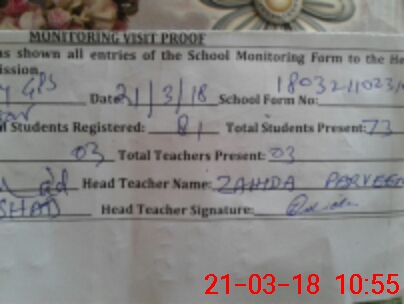 MONITORING VISIT PROOF
as shown all entries of the School Monitoring Form to the He
ission.
GPS Date: 21/3/18 School Form No:
l Students Registered: 81 Total Students Present: 73
03 Total Teachers Present: 03
Head Teacher Name: ZAHIDA PARVEEN
SHAD Head Teacher Signature:
21-03-18 10:55